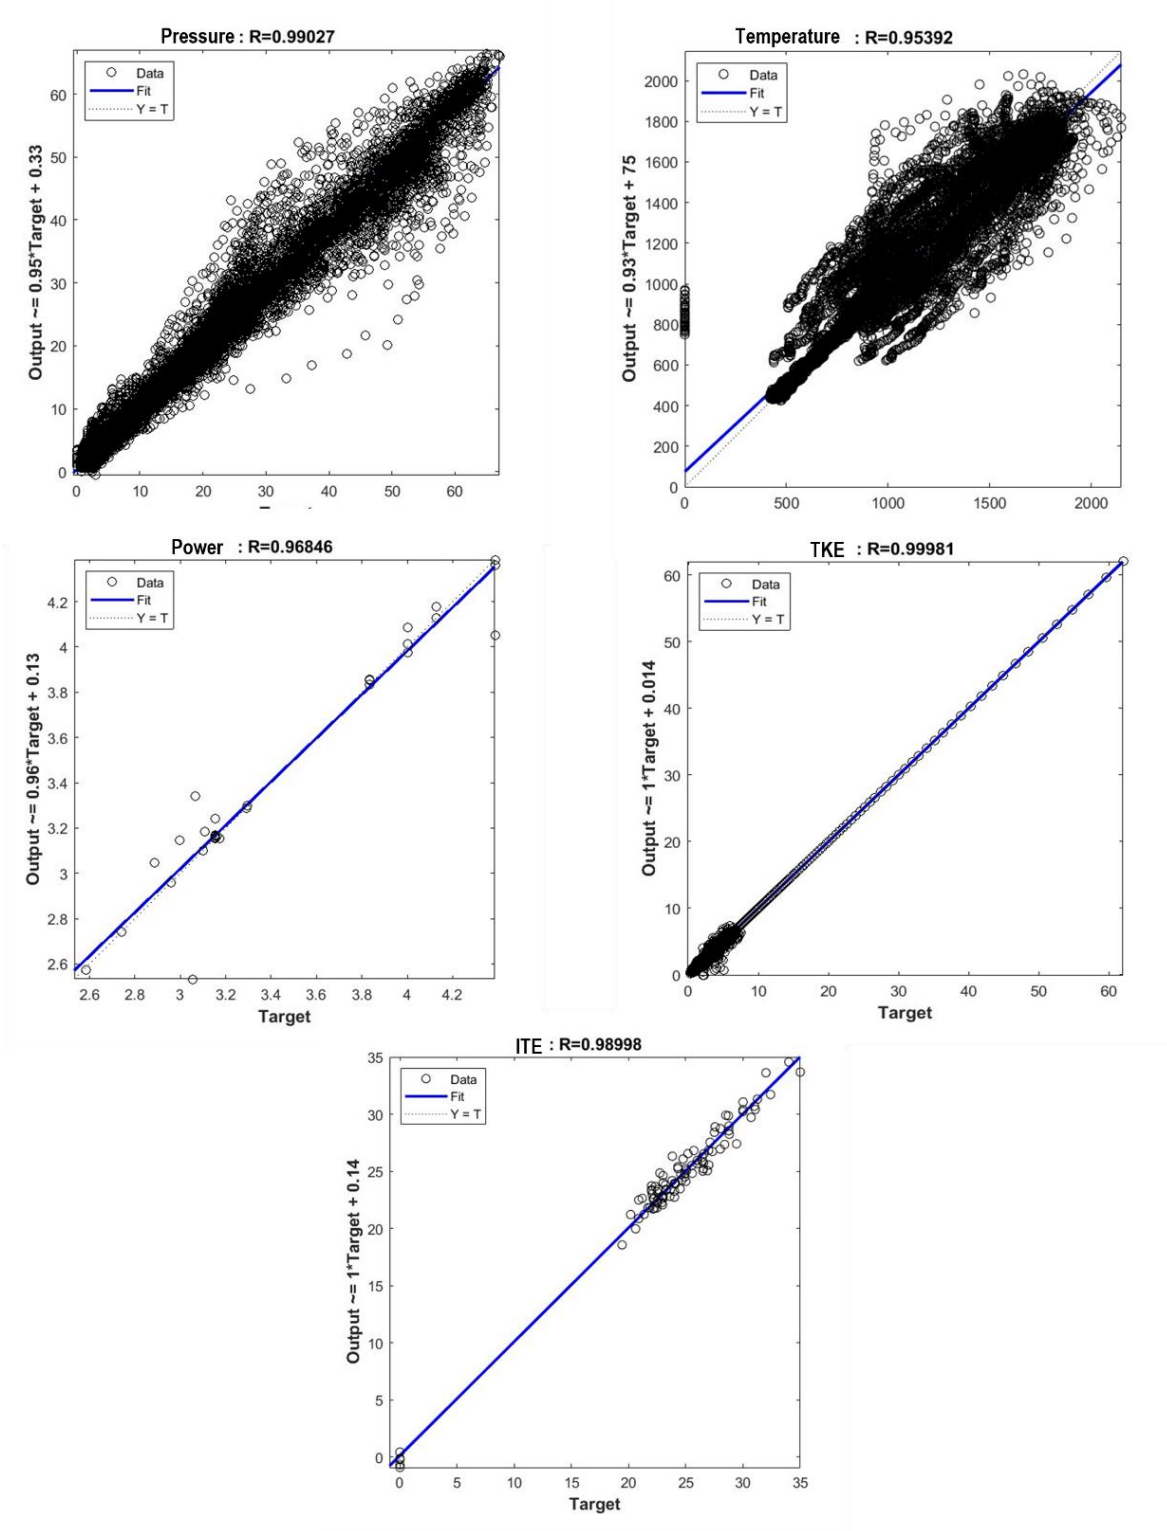 Pressure : R=0.99027
Data
Fit
Y = T
Output ~= 0.95*Target + 0.33
60
50
40
30
20
10
0
0 10 20 30 40 50 60
Temperature : R=0.95392
Data
Fit
Y = T
Output ~= 0.93*Target + 75
2000
1800
1600
1400
1200
1000
800
600
400
200
0
0 500 1000 1500 2000
Power : R=0.96846
Data
Fit
Y = T
Output ~= 0.96*Target + 0.13
4.2
4
3.8
3.6
3.4
3.2
3
2.8
2.6
2.6 2.8 3 3.2 3.4 3.6 3.8 4 4.2
Target
TKE : R=0.99981
Data
Fit
Y = T
Output ~= 1*Target + 0.014
60
50
40
30
20
10
0
0 10 20 30 40 50 60
Target
ITE : R=0.98998
Data
Fit
Y = T
Output ~= 1*Target + 0.14
35
30
25
20
15
10
5
0
0 5 10 15 20 25 30 35
Target